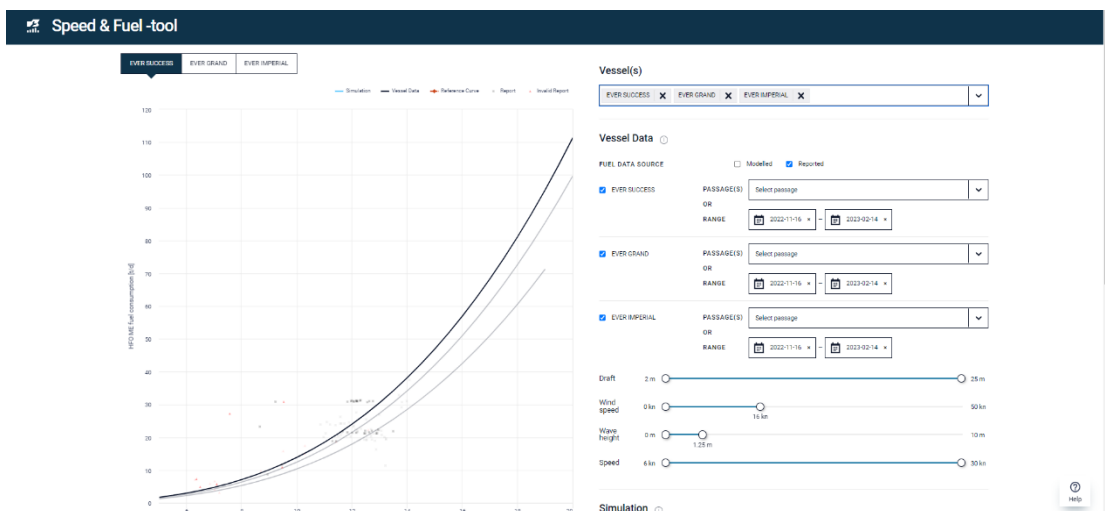 Speed & Fuel -tool
EVER SUCCESS EVER GRAND EVER IMPERIAL
Simulation Vessel Data Reference Curve Report Invalid Report
120
110
100
90
80
70
60
50
40
30
20
10
0
HFO ME fuel consumption [t/d]
Vessel(s)
EVER SUCCESS EVER GRAND EVER IMPERIAL
Vessel Data
FUEL DATA SOURCE Modelled Reported
EVER SUCCESS PASSAGE(S) Select passage
OR
RANGE 2022-11-16 – 2023-02-14
EVER GRAND PASSAGE(S) Select passage
OR
RANGE 2022-11-16 – 2023-02-14
EVER IMPERIAL PASSAGE(S) Select passage
OR
RANGE 2022-11-16 – 2023-02-14
Draft 2 m 25 m
Wind speed 0 kn 16 kn 50 kn
Wave height 0 m 1.25 m 10 m
Speed 6 kn 30 kn
Simulation
Help